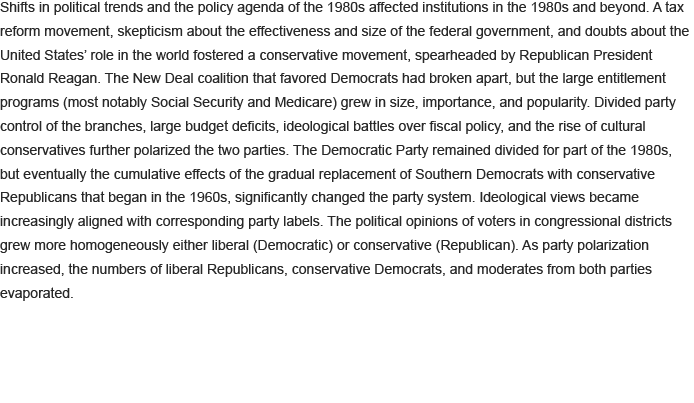 Shifts in political trends and the policy agenda of the 1980s affected institutions in the 1980s and beyond. A tax
reform movement, skepticism about the effectiveness and size of the federal government, and doubts about the
United States’ role in the world fostered a conservative movement, spearheaded by Republican President
Ronald Reagan. The New Deal coalition that favored Democrats had broken apart, but the large entitlement
programs (most notably Social Security and Medicare) grew in size, importance, and popularity. Divided party
control of the branches, large budget deficits, ideological battles over fiscal policy, and the rise of cultural
conservatives further polarized the two parties. The Democratic Party remained divided for part of the 1980s,
but eventually the cumulative effects of the gradual replacement of Southern Democrats with conservative
Republicans that began in the 1960s, significantly changed the party system. Ideological views became
increasingly aligned with corresponding party labels. The political opinions of voters in congressional districts
grew more homogeneously either liberal (Democratic) or conservative (Republican). As party polarization
increased, the numbers of liberal Republicans, conservative Democrats, and moderates from both parties
evaporated.